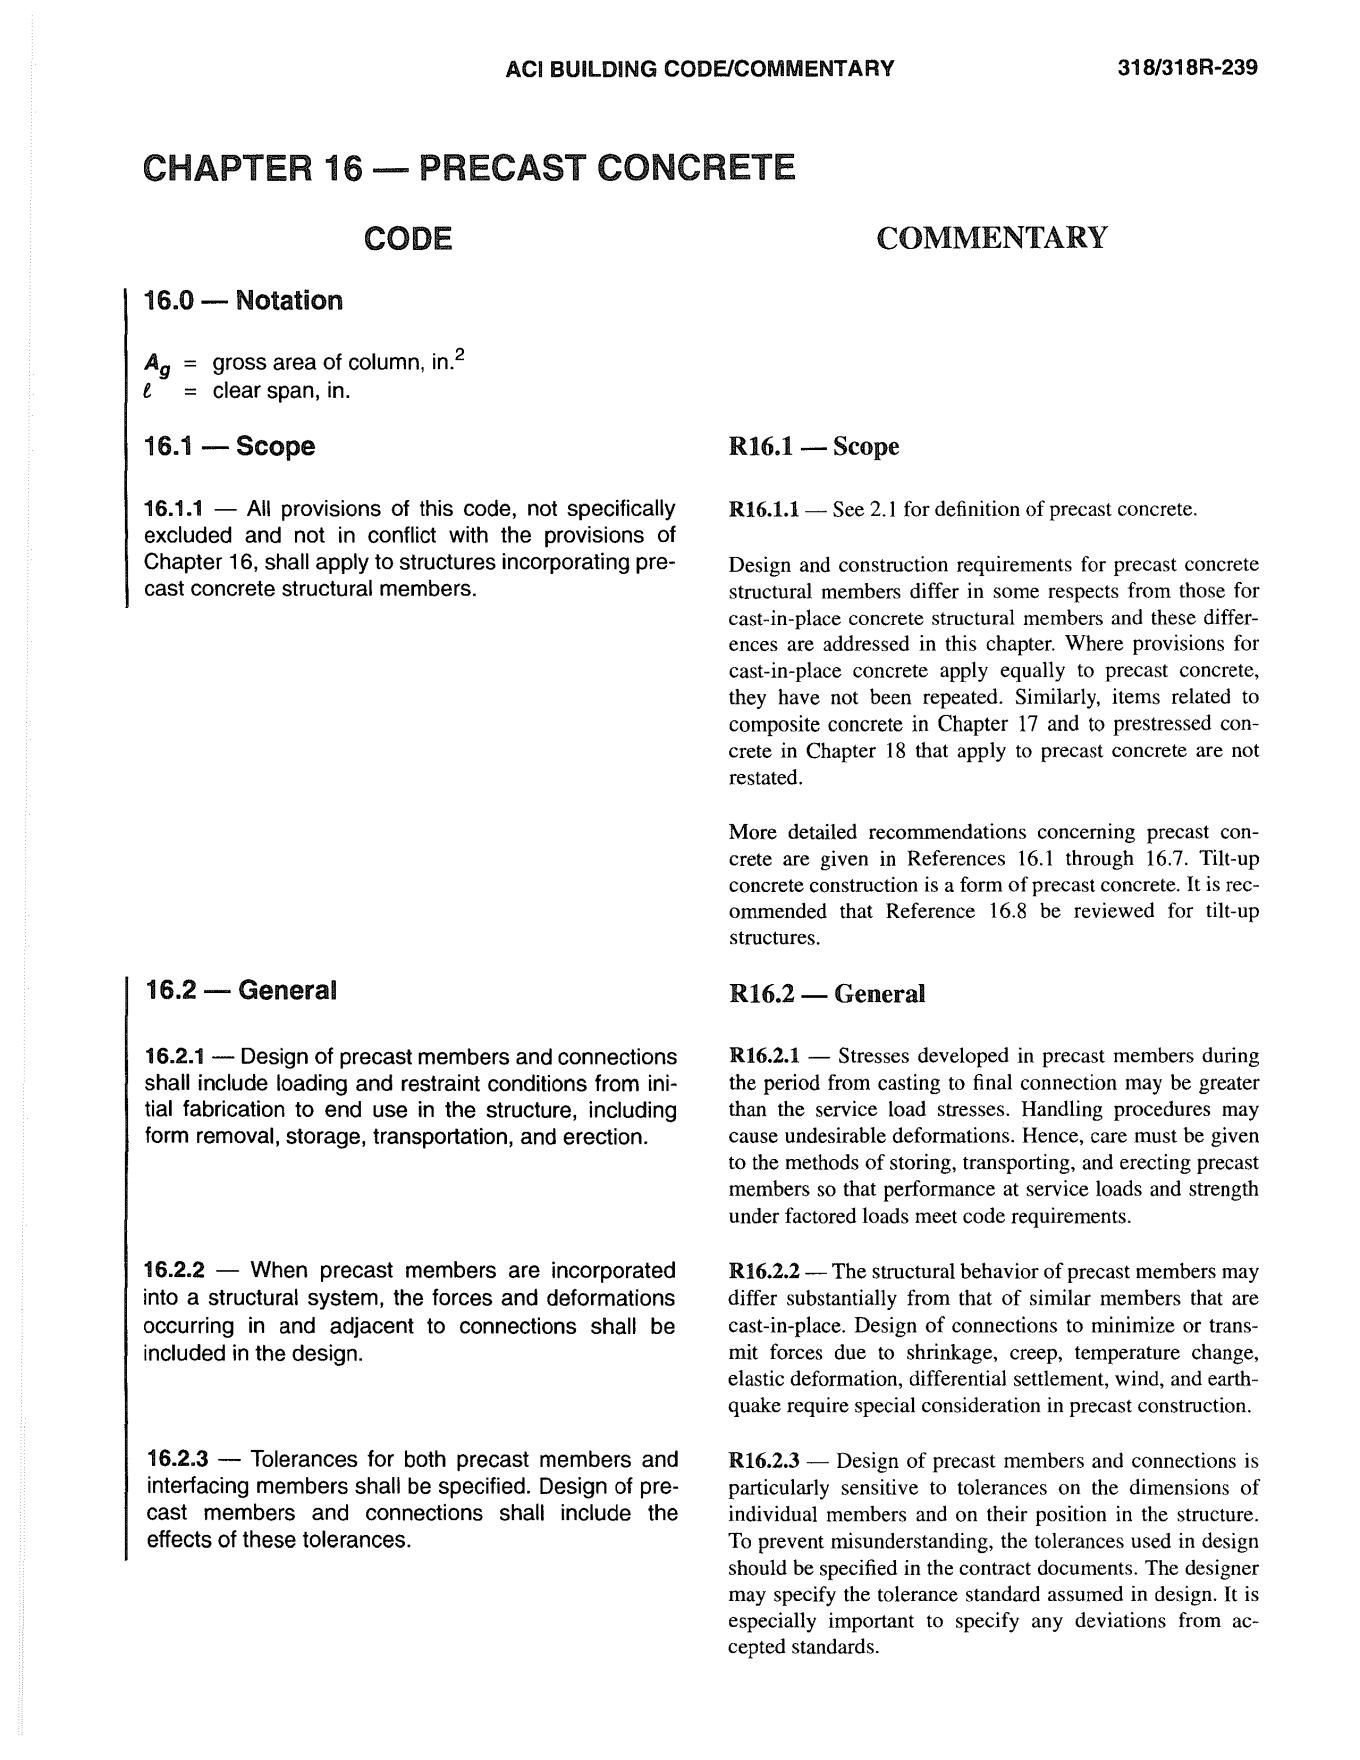 ACI BUILDING CODE/COMMENTARY
318/318R-239
CHAPTER 16 — PRECAST CONCRETE
CODE
16.0 — Notation
Ag = gross area of column, in.²
ℓ = clear span, in.
16.1 — Scope
16.1.1 — All provisions of this code, not specifically
excluded and not in conflict with the provisions of
Chapter 16, shall apply to structures incorporating pre-
cast concrete structural members.
16.2 — General
16.2.1 — Design of precast members and connections
shall include loading and restraint conditions from ini-
tial fabrication to end use in the structure, including
form removal, storage, transportation, and erection.
16.2.2 — When precast members are incorporated
into a structural system, the forces and deformations
occurring in and adjacent to connections shall be
included in the design.
16.2.3 — Tolerances for both precast members and
interfacing members shall be specified. Design of pre-
cast members and connections shall include the
effects of these tolerances.
COMMENTARY
R16.1 — Scope
R16.1.1 — See 2.1 for definition of precast concrete.
Design and construction requirements for precast concrete
structural members differ in some respects from those for
cast-in-place concrete structural members and these differ-
ences are addressed in this chapter. Where provisions for
cast-in-place concrete apply equally to precast concrete,
they have not been repeated. Similarly, items related to
composite concrete in Chapter 17 and to prestressed con-
crete in Chapter 18 that apply to precast concrete are not
restated.
More detailed recommendations concerning precast con-
crete are given in References 16.1 through 16.7. Tilt-up
concrete construction is a form of precast concrete. It is rec-
ommended that Reference 16.8 be reviewed for tilt-up
structures.
R16.2 — General
R16.2.1 — Stresses developed in precast members during
the period from casting to final connection may be greater
than the service load stresses. Handling procedures may
cause undesirable deformations. Hence, care must be given
to the methods of storing, transporting, and erecting precast
members so that performance at service loads and strength
under factored loads meet code requirements.
R16.2.2 — The structural behavior of precast members may
differ substantially from that of similar members that are
cast-in-place. Design of connections to minimize or trans-
mit forces due to shrinkage, creep, temperature change,
elastic deformation, differential settlement, wind, and earth-
quake require special consideration in precast construction.
R16.2.3 — Design of precast members and connections is
particularly sensitive to tolerances on the dimensions of
individual members and on their position in the structure.
To prevent misunderstanding, the tolerances used in design
should be specified in the contract documents. The designer
may specify the tolerance standard assumed in design. It is
especially important to specify any deviations from ac-
cepted standards.